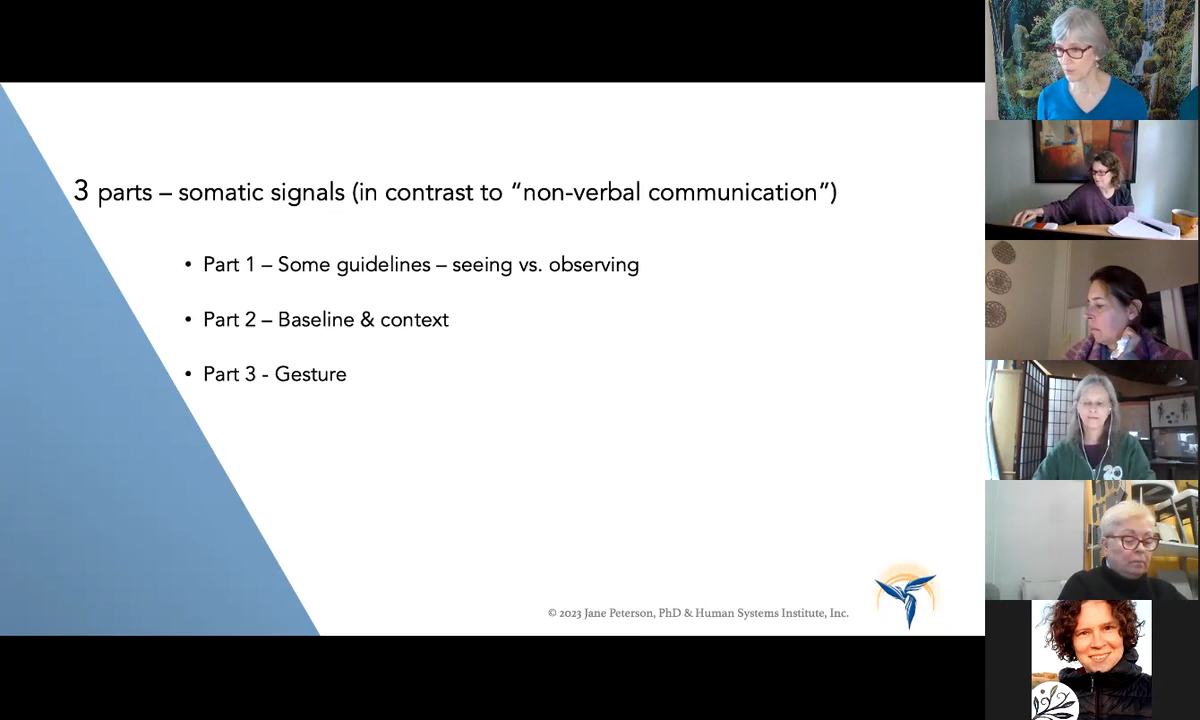 3 parts – somatic signals (in contrast to “non-verbal communication”)
• Part 1 – Some guidelines – seeing vs. observing
• Part 2 – Baseline & context
• Part 3 - Gesture
© 2023 Jane Peterson, PhD & Human Systems Institute, Inc.
20